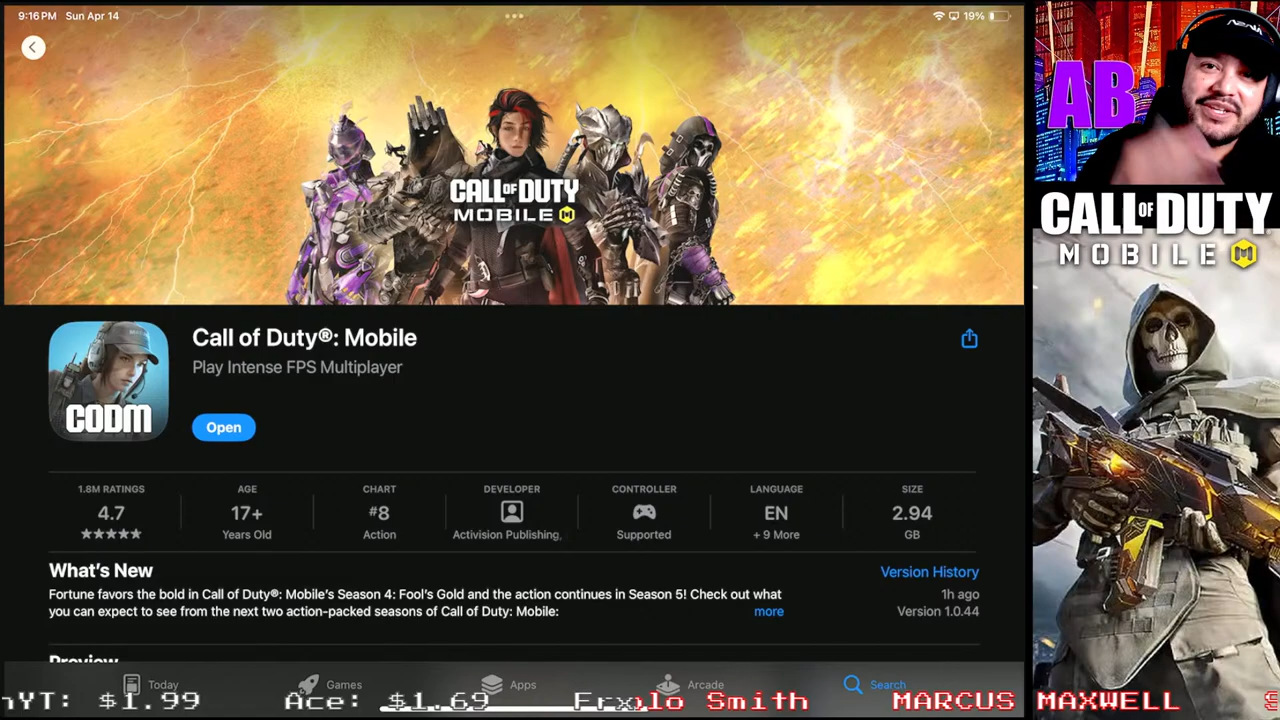 9:16 PM Sun Apr 14
19%
CALL OF DUTY
MOBILE
AB
CALL OF DUTY
MOBILE
CODM
Call of Duty®: Mobile
Play Intense FPS Multiplayer
Open
1.8M RATINGS
4.7
AGE
17+
Years Old
CHART
#8
Action
DEVELOPER
Activision Publishing,
CONTROLLER
Supported
LANGUAGE
EN
+ 9 More
SIZE
2.94
GB
What's New
Version History
Fortune favors the bold in Call of Duty®: Mobile's Season 4: Fool's Gold and the action continues in Season 5! Check out what
you can expect to see from the next two action-packed seasons of Call of Duty: Mobile:
more
1h ago
Version 1.0.44
Preview
Today
Games
Apps
Arcade
Search
YT: $1.99 Ace: $1.69 Smith MARCUS MAXWELL